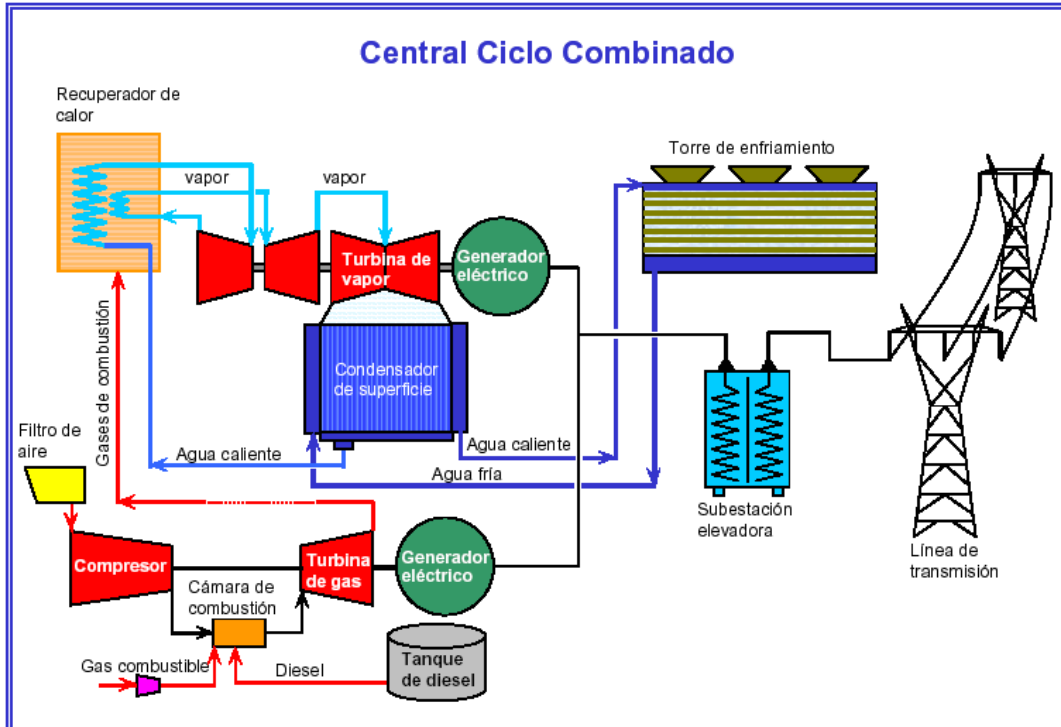 Central Ciclo Combinado
Recuperador de
calor
vapor
vapor
Torre de enfriamiento
Turbina de
vapor
Generador
eléctrico
Condensador
de superficie
Gases de combustión
Filtro de
aire
Agua caliente
Agua caliente
Agua fría
Subestación
elevadora
Línea de
transmisión
Compresor
Turbina
de gas
Generador
eléctrico
Cámara de
combustión
Gas combustible
Diesel
Tanque
de diesel